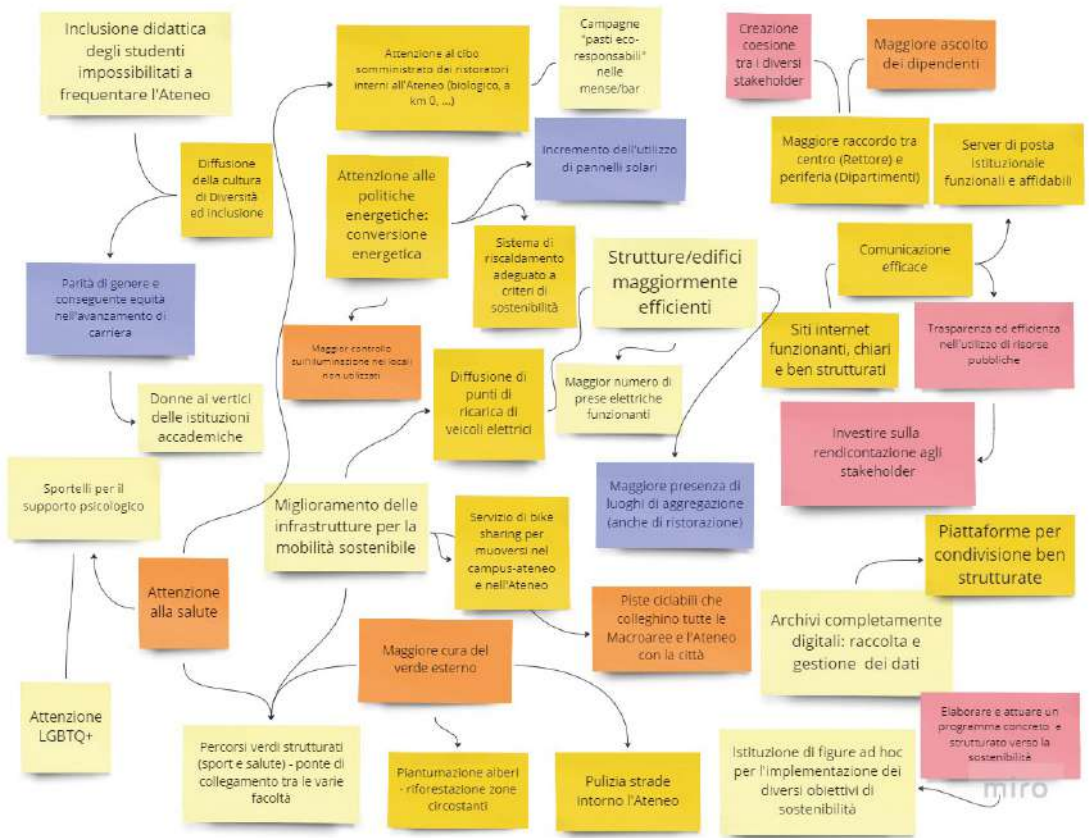 Inclusione didattica
degli studenti
impossibilitati a
frequentare l'Ateneo
Attenzione al cibo
somministrato dai ristoratori
interni all'Ateneo (biologico, a
km 0, ...)
Campagne
"pasti eco-
responsabili"
nelle
mense/bar
Creazione
coesione
tra i diversi
stakeholder
Maggiore ascolto
dei dipendenti
Diffusione
della cultura
di Diversità
ed inclusione
Attenzione alle
politiche
energetiche:
conversione
energetica
Incremento dell'utilizzo
di pannelli solari
Maggiore raccordo tra
centro (Rettore) e
periferia (Dipartimenti)
Server di posta
istituzionale
funzionali e affidabili
Sistema di
riscaldamento
adeguato a
criteri di
sostenibilità
Strutture/edifici
maggiormente
efficienti
Comunicazione
efficace
Parità di genere e
conseguente equità
nell'avanzamento di
carriera
Maggior controllo
sull'illuminazione nei locali
non utilizzati
Siti internet
funzionanti, chiari
e ben strutturati
Trasparenza ed efficienza
nell'utilizzo di risorse
pubbliche
Donne ai vertici
delle istituzioni
accademiche
Diffusione di
punti di
ricarica di
veicoli elettrici
Maggior numero di
prese elettriche
funzionanti
Investire sulla
rendicontazione agli
stakeholder
Sportelli per il
supporto psicologico
Miglioramento delle
infrastrutture per la
mobilità sostenibile
Maggiore presenza di
luoghi di aggregazione
(anche di ristorazione)
Servizio di bike
sharing per
muoversi nel
campus-ateneo
e nell'Ateneo
Piattaforme per
condivisione ben
strutturate
Attenzione
alla salute
Piste ciclabili che
colleghino tutte le
Macroaree e l'Ateneo
con la città
Archivi completamente
digitali: raccolta e
gestione dei dati
Maggiore cura del
verde esterno
Attenzione
LGBTQ+
Percorsi verdi strutturati
(sport e salute) - ponte di
collegamento tra le varie
facoltà
Plantumazione alberi
- riforestazione zone
circostanti
Pulizia strade
intorno l'Ateneo
Istituzione di figure ad hoc
per l'implementazione dei
diversi obiettivi di
sostenibilità
Elaborare e attuare un
programma concreto e
strutturato verso la
sostenibilità
miro